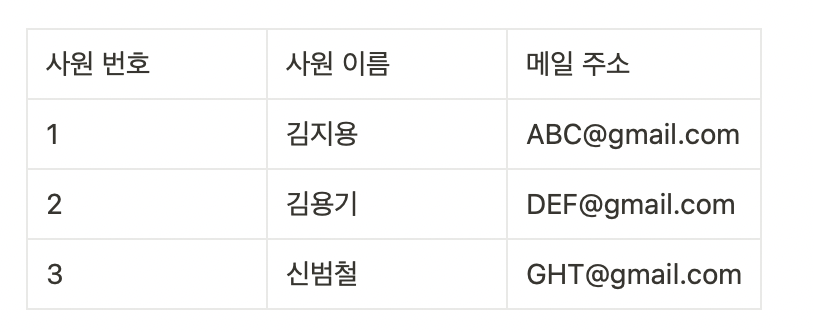 사원 번호 사원 이름 메일 주소
1 김지용 ABC@gmail.com
2 김용기 DEF@gmail.com
3 신범철 GHT@gmail.com